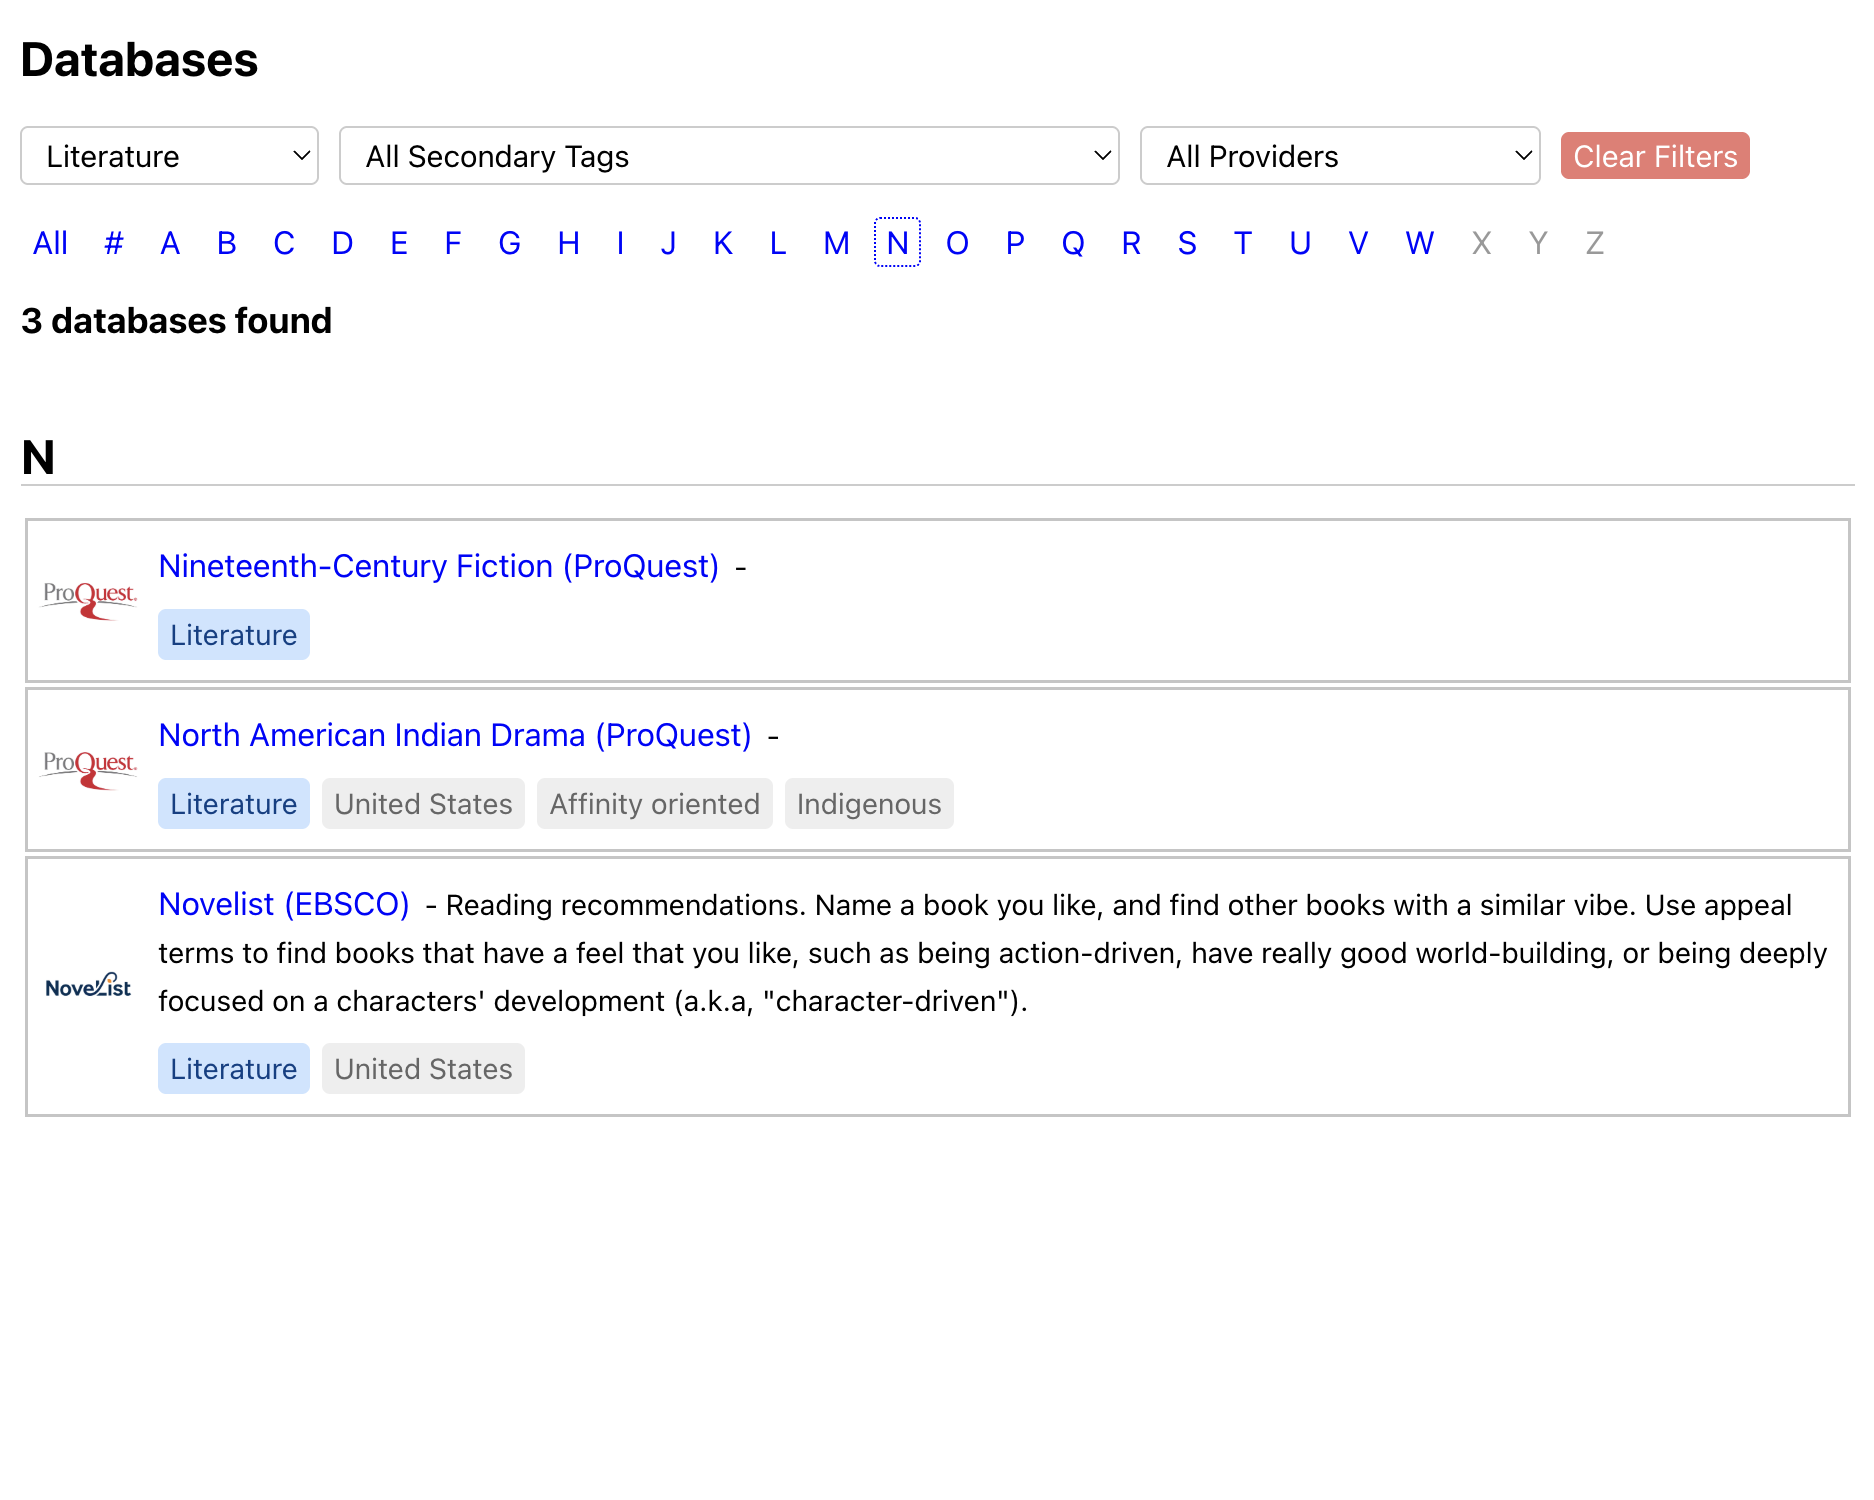 Databases
Literature All Secondary Tags All Providers Clear Filters
All # A B C D E F G H I J K L M N O P Q R S T U V W X Y Z
3 databases found
N
ProQuest
Nineteenth-Century Fiction (ProQuest) -
Literature
ProQuest
North American Indian Drama (ProQuest) -
Literature United States Affinity oriented Indigenous
NoveList
Novelist (EBSCO) - Reading recommendations. Name a book you like, and find other books with a similar vibe. Use appeal
terms to find books that have a feel that you like, such as being action-driven, have really good world-building, or being deeply
focused on a characters' development (a.k.a, "character-driven").
Literature United States